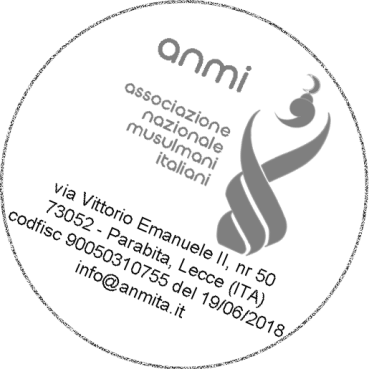 anmi
associazione
nazionale
musulmani
italiani
via Vittorio Emanuele II, nr 50
73052 - Parabita, Lecce (ITA)
codfisc 90050310755 del 19/06/2018
info@anmita.it